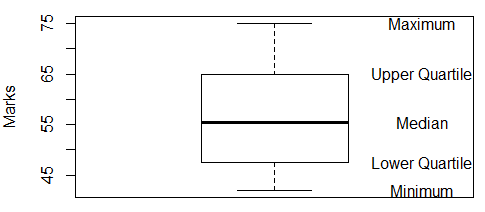 Marks
75
65
55
45
Maximum
Upper Quartile
Median
Lower Quartile
Minimum